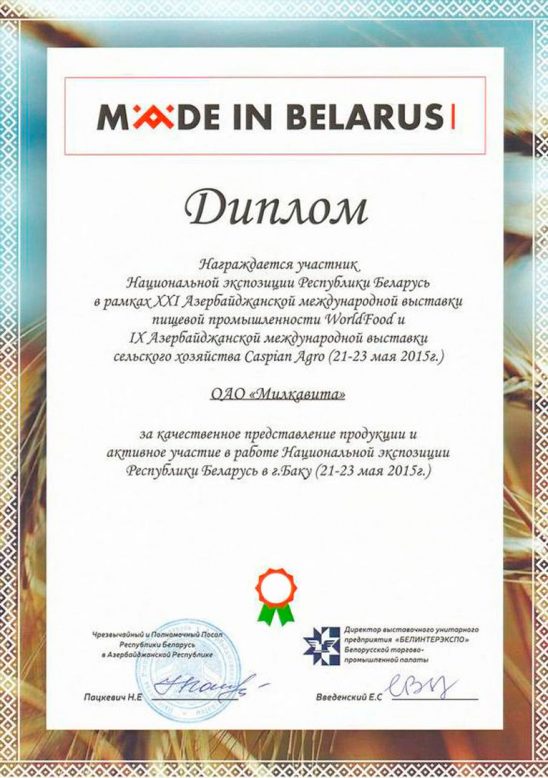 MADE IN BELARUS
Диплом
Награждается участник
Национальной экспозиции Республики Беларусь
в рамках XXI Азербайджанской международной выставки
пищевой промышленности WorldFood и
IX Азербайджанской международной выставки
сельского хозяйства Caspian Agro (21-23 мая 2015г.)
ОАО «Милкавита»
за качественное представление продукции и
активное участие в работе Национальной экспозиции
Республики Беларусь в г.Баку (21-23 мая 2015г.)
Чрезвычайный и Полномочный Посол
Республики Беларусь
в Азербайджанской Республике
Пацкевич Н.Е
Директор выставочного унитарного
предприятия «БЕЛИНТЕРЭКСПО»
Белорусской торгово-
промышленной палаты
Введенский Е.С